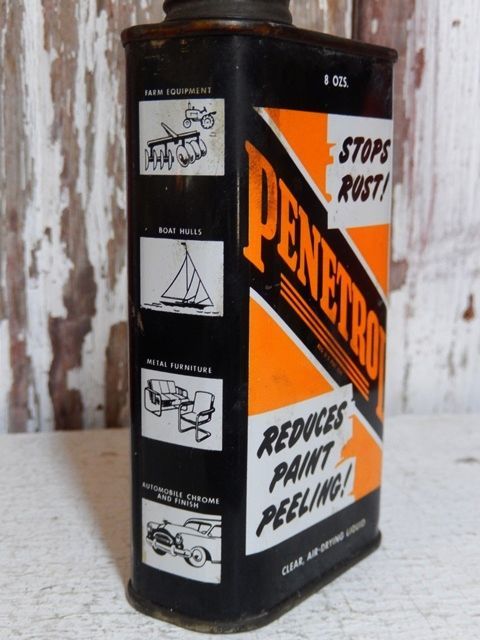 FARM EQUIPMENT
BOAT HULLS
METAL FURNITURE
AUTOMOBILE CHROME
AND FINISH
8 OZS.
STOPS
RUST!
PENETROL
REDUCES
PAINT
PEELING!
CLEAR, AIR-DRYING LIQUID